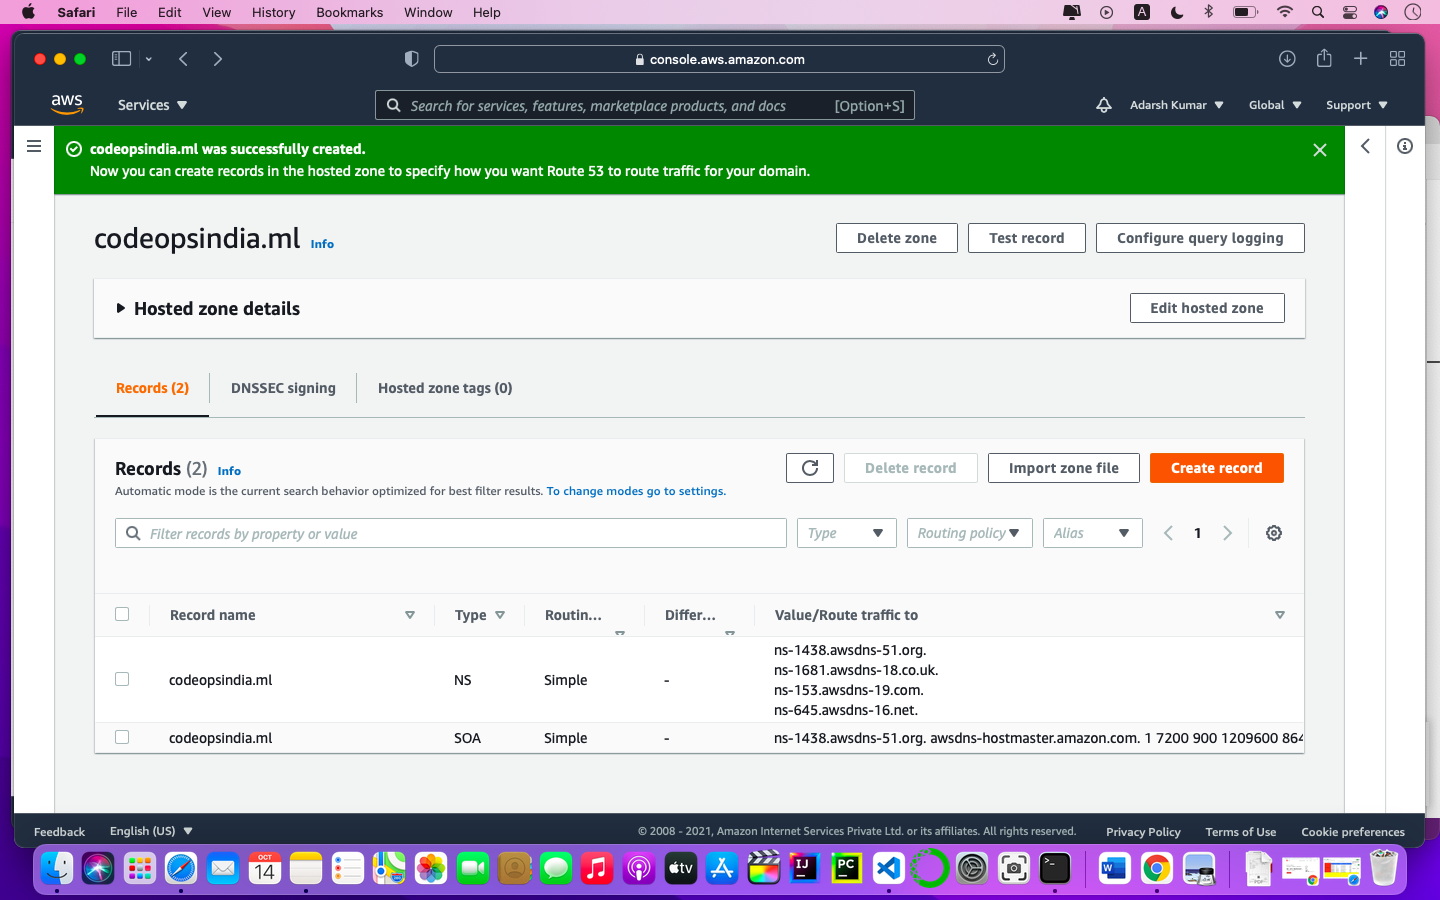 Safari File Edit View History Bookmarks Window Help
A
console.aws.amazon.com
aws Services Search for services, features, marketplace products, and docs [Option+S] Adarsh Kumar Global Support
codeopsindia.ml was successfully created.
Now you can create records in the hosted zone to specify how you want Route 53 to route traffic for your domain.
codeopsindia.ml Info Delete zone Test record Configure query logging
Hosted zone details Edit hosted zone
Records (2) DNSSEC signing Hosted zone tags (0)
Records (2) Info Delete record Import zone file Create record
Automatic mode is the current search behavior optimized for best filter results. To change modes go to settings.
Filter records by property or value Type Routing policy Alias 1
Record name Type Routin... Differ... Value/Route traffic to
ns-1438.awsdns-51.org.
ns-1681.awsdns-18.co.uk.
codeopsindia.ml NS Simple -
ns-153.awsdns-19.com.
ns-645.awsdns-16.net.
codeopsindia.ml SOA Simple - ns-1438.awsdns-51.org. awsdns-hostmaster.amazon.com. 1 7200 900 1209600 864
Feedback English (US) © 2008 - 2021, Amazon Internet Services Private Ltd. or its affiliates. All rights reserved. Privacy Policy Terms of Use Cookie preferences
OCT
14
tv
IJ
PC
W